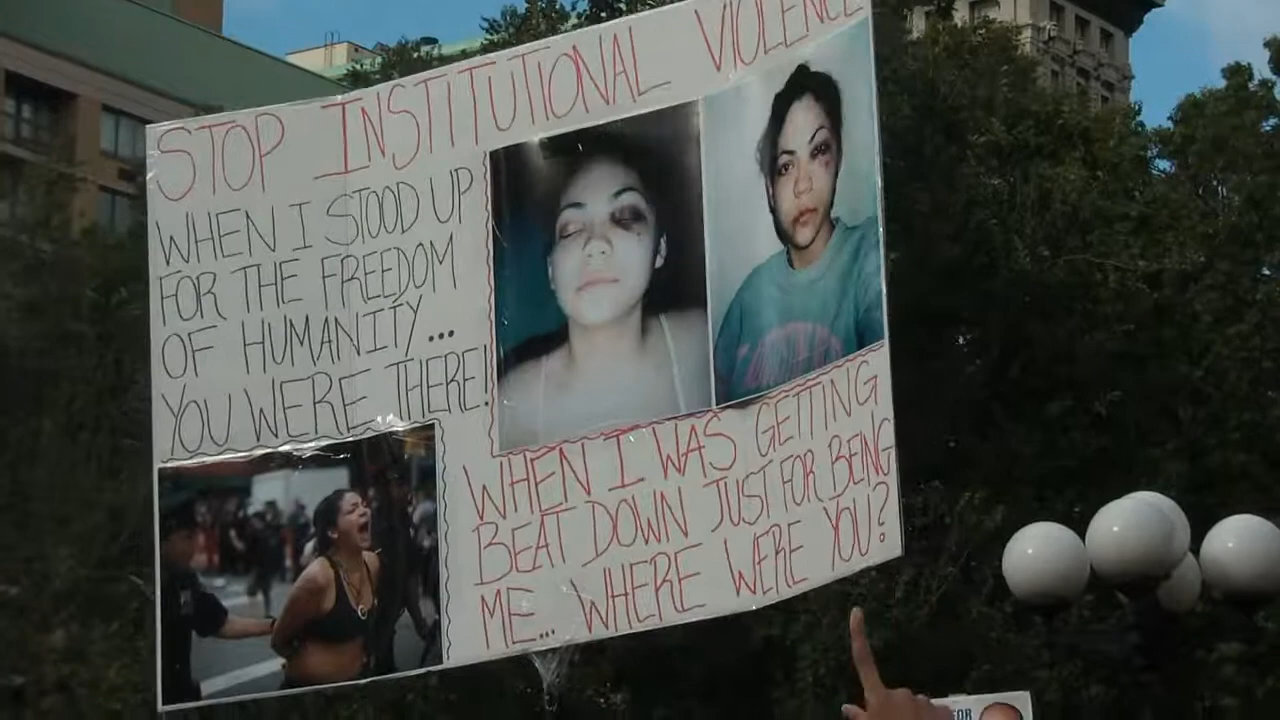 STOP INSTITUTIONAL VIOLENCE
WHEN I STOOD UP
FOR THE FREEDOM
OF HUMANITY...
YOU WERE THERE!
WHEN I WAS GETTING
BEAT DOWN JUST FOR BEING
ME... WHERE WERE YOU?
FOR